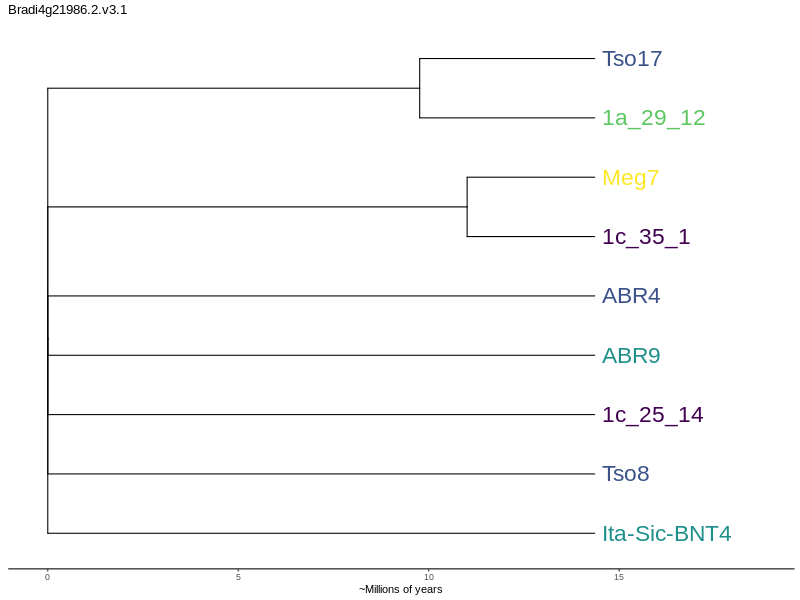 Bradi4g21986.2.v3.1
Tso17
1a_29_12
Meg7
1c_35_1
ABR4
ABR9
1c_25_14
Tso8
Ita-Sic-BNT4
0 5 10 15
~Millions of years